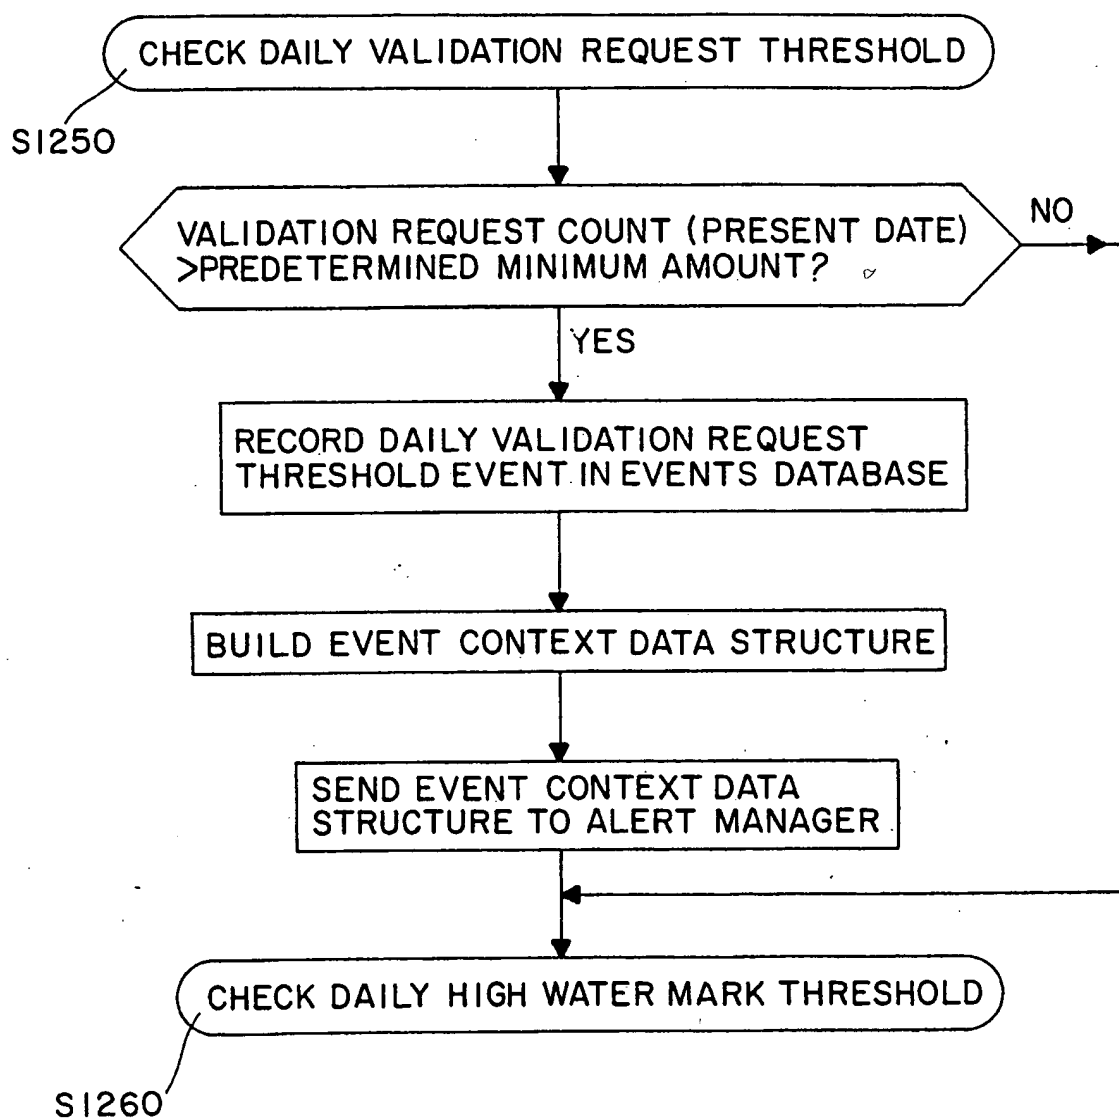 CHECK DAILY VALIDATION REQUEST THRESHOLD
S1250
VALIDATION REQUEST COUNT (PRESENT DATE)
>PREDETERMINED MINIMUM AMOUNT?
NO
YES
RECORD DAILY VALIDATION REQUEST
THRESHOLD EVENT IN EVENTS DATABASE
BUILD EVENT CONTEXT DATA STRUCTURE
SEND EVENT CONTEXT DATA
STRUCTURE TO ALERT MANAGER
CHECK DAILY HIGH WATER MARK THRESHOLD
S1260